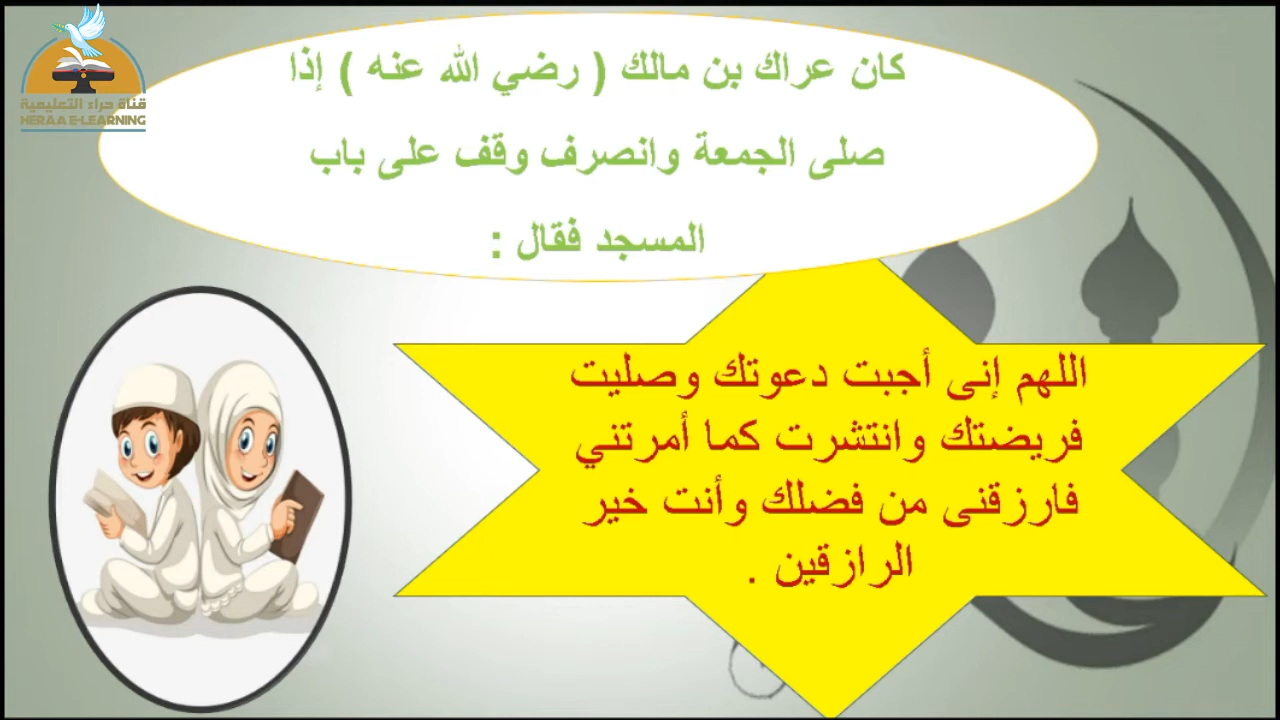 قناة حراء التعليمية
HERAA E-LEARNING
كان عراك بن مالك ( رضي الله عنه ) إذا
صلى الجمعة وانصرف وقف على باب
المسجد فقال :
اللهم إنى أجبت دعوتك وصليت
فريضتك وانتشرت كما أمرتني
فارزقنى من فضلك وأنت خير
الرازقين .